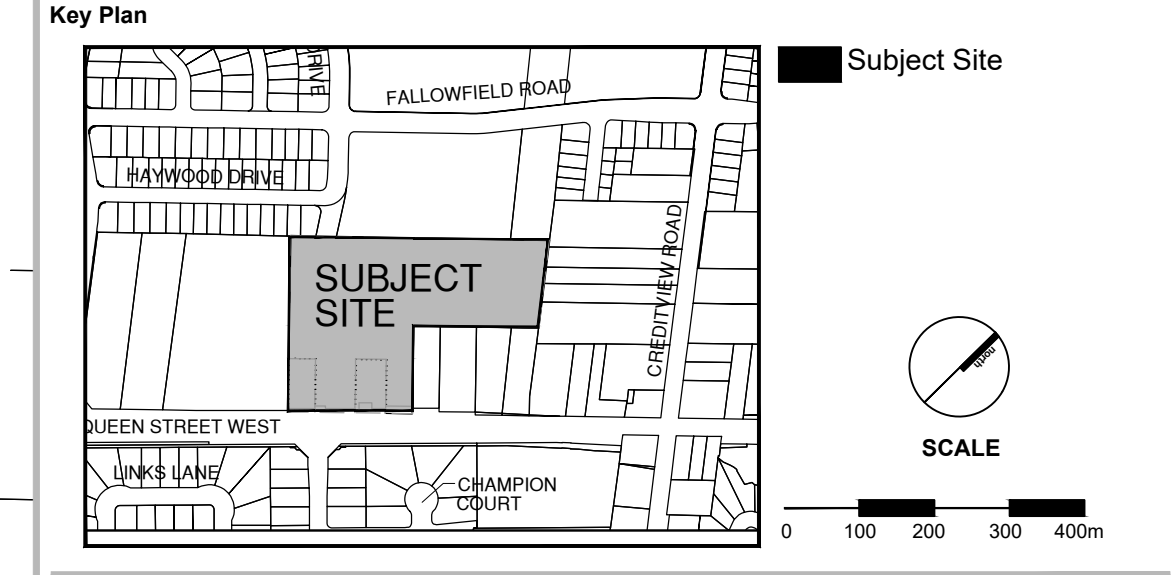 Key Plan
DRIVE
FALLOWFIELD ROAD
HAYWOOD DRIVE
SUBJECT
SITE
CREDITVIEW ROAD
QUEEN STREET WEST
LINKS LANE
CHAMPION
COURT
Subject Site
north
SCALE
0 100 200 300 400m